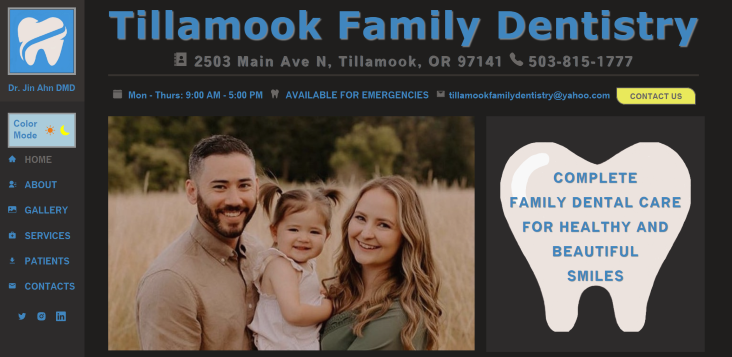 Tillamook Family Dentistry
2503 Main Ave N, Tillamook, OR 97141 503-815-1777
Dr. Jin Ahn DMD
Mon - Thurs: 9:00 AM - 5:00 PM AVAILABLE FOR EMERGENCIES tillamookfamilydentistry@yahoo.com CONTACT US
Color
Mode
HOME
ABOUT
GALLERY
SERVICES
PATIENTS
CONTACTS
COMPLETE
FAMILY DENTAL CARE
FOR HEALTHY AND
BEAUTIFUL
SMILES